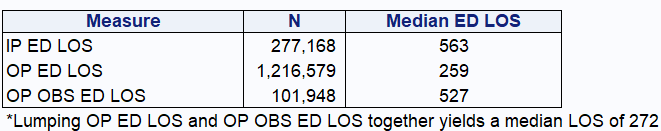 Measure N Median ED LOS
IP ED LOS 277,168 563
OP ED LOS 1,216,579 259
OP OBS ED LOS 101,948 527
*Lumping OP ED LOS and OP OBS ED LOS together yields a median LOS of 272